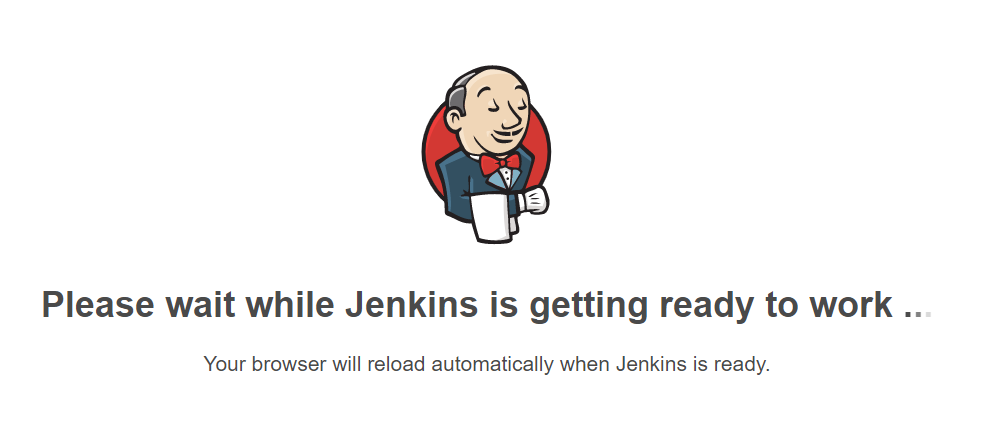 Please wait while Jenkins is getting ready to work ...
Your browser will reload automatically when Jenkins is ready.